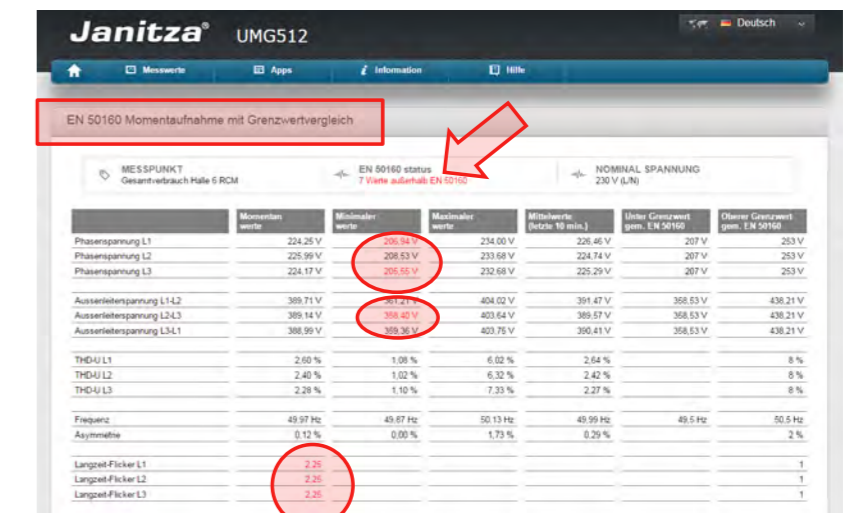 Janitza® UMG512
Deutsch
Messwerte Apps i Information Hilfe
EN 50160 Momentaufnahme mit Grenzwertvergleich
MESSPUNKT EN 50160 status NOMINAL SPANNUNG
Gesamtverbrauch Halle 6 RCM 7 Werte außerhalb EN 50160 230 V (L/N)
Momentan Minimaler Maximaler Mittelwerte Unter Grenzwert Oberer Grenzwert
werte werte werte (letzte 10 min.) gem. EN 50160 gem. EN 50160
Phasenspannung L1 224,25 V 206,94 V 234,00 V 226,46 V 207 V 253 V
Phasenspannung L2 225,99 V 208,53 V 233,68 V 224,74 V 207 V 253 V
Phasenspannung L3 224,17 V 232,68 V 225,29 V 207 V 253 V
Aussenleiterspannung L1-L2 389,71 V 361,21 V 404,02 V 391,47 V 358,53 V 438,21 V
Aussenleiterspannung L2-L3 389,14 V 358,40 V 403,64 V 389,57 V 358,53 V 438,21 V
Aussenleiterspannung L3-L1 388,99 V 359,36 V 403,75 V 390,41 V 358,53 V 438,21 V
THD-U L1 2,60 % 1,08 % 6,02 % 2,64 % 8 %
THD-U L2 2,40 % 1,02 % 6,32 % 2,42 % 8 %
THD-U L3 2,28 % 1,10 % 7,33 % 2,27 % 8 %
Frequenz 49,97 Hz 49,87 Hz 50,13 Hz 49,99 Hz 49,5 Hz 50,5 Hz
Asymmetrie 0,12 % 0,00 % 1,73 % 0,29 % 2 %
Langzeit-Flicker L1 2,25 1
Langzeit-Flicker L2 2,25 1
Langzeit-Flicker L3 2,25 1